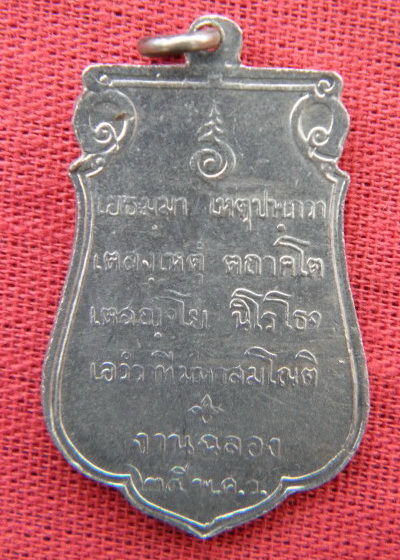 เยธมฺมา เหตุปฺปภวา
เตสงฺเหตุํ ตถาคโต
เตสญฺจโย นิโรโธจ
เอวํวาทีมหาสมโณติ
งานฉลอง
๒๕ พ.ศ.ว.